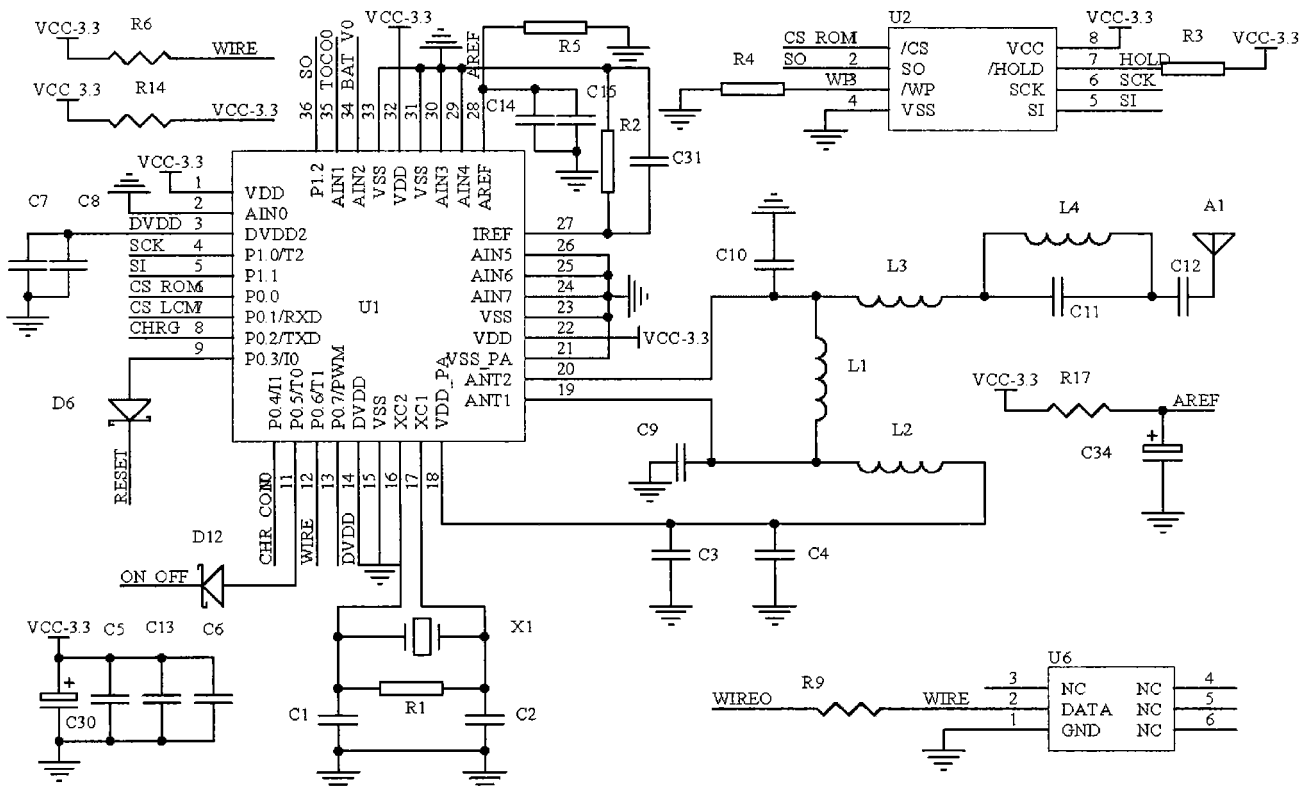 VCC-3.3 R6 WIRE
VCC 3.3 R14 VCC-3.3
VCC-3.3
SO
TOCO0
BAT V0
AREF
R5
36 35 34 33 32 31 30 29 28
C14 C15
R2
C31
P1.2 AIN1 AIN2 VSS VDD VSS AIN3 AIN4 AREF
U2
CS ROM 1 /CS VCC 8 VCC-3.3
SO 2 SO /HOLD 7 HOLD R3 VCC-3.3
R4 WP 3 /WP SCK 6 SCK
4 VSS SI 5 SI
VCC-3.3
C7 C8
1 VDD
2 AIN0
DVDD 3 DVDD2
SCK 4 P1.0/T2
SI 5 P1.1
CS ROM 6 P0.0
CS LCM 7 P0.1/RXD
CHRG 8 P0.2/TXD
9 P0.3/I0
U1
IREF 27
AIN5 26
AIN6 25
AIN7 24
VSS 23
VDD 22 VCC-3.3
VSS_PA 21
ANT2 20
ANT1 19
P0.4/I1 P0.5/T0 P0.6/T1 P0.7/PWM DVDD VSS XC2 XC1 VDD_PA
11 12 13 14 15 16 17 18
CHR CON
WIRE
DVDD
D6
RESET
D12
ON OFF
C10
L3
L4
C11
C12
A1
L1
L2
C9
C3
C4
VCC-3.3 R17 AREF
C34 +
VCC-3.3 C5 C13 C6
+
C30
X1
R1
C1
C2
U6
3 NC NC 4
WIREO R9 WIRE 2 DATA NC 5
1 GND NC 6